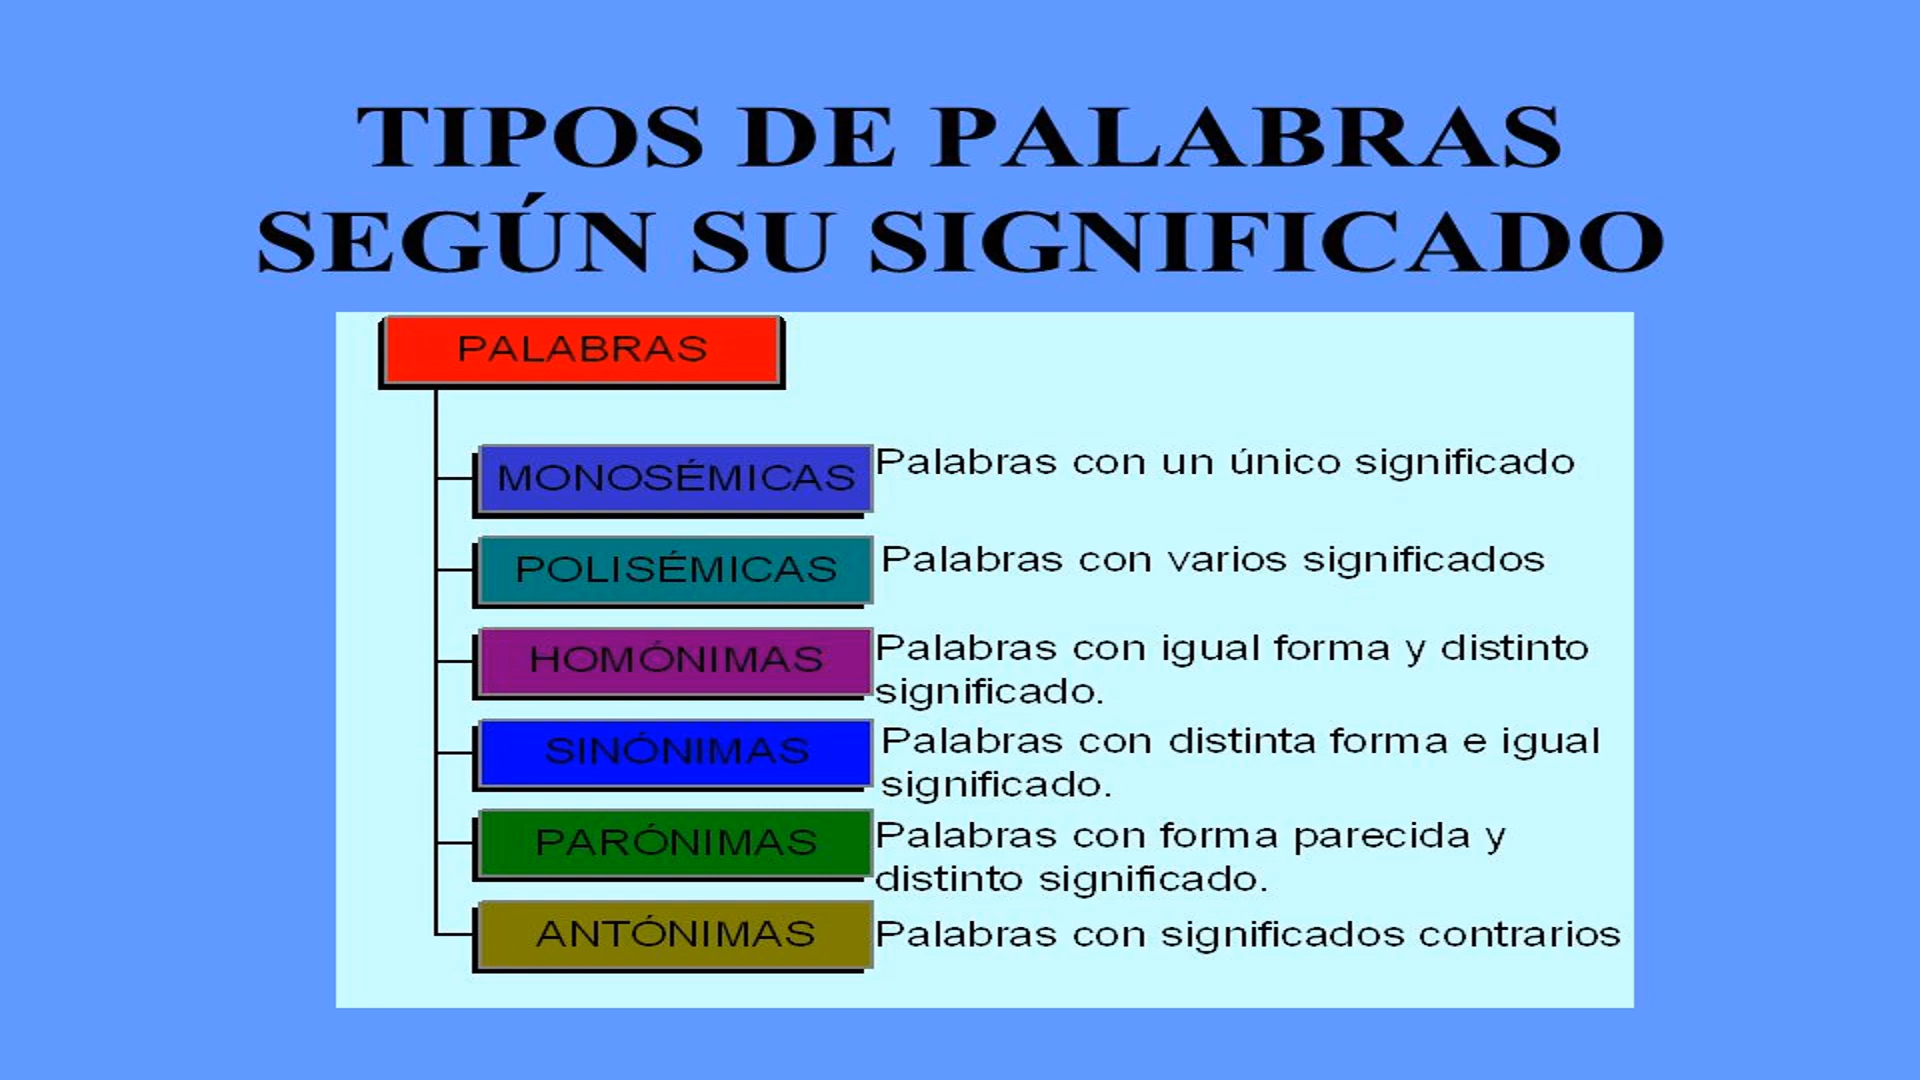 TIPOS DE PALABRAS
SEGÚN SU SIGNIFICADO
PALABRAS
MONOSÉMICAS
Palabras con un único significado
POLISÉMICAS
Palabras con varios significados
HOMÓNIMAS
Palabras con igual forma y distinto
significado.
SINÓNIMAS
Palabras con distinta forma e igual
significado.
PARÓNIMAS
Palabras con forma parecida y
distinto significado.
ANTÓNIMAS
Palabras con significados contrarios